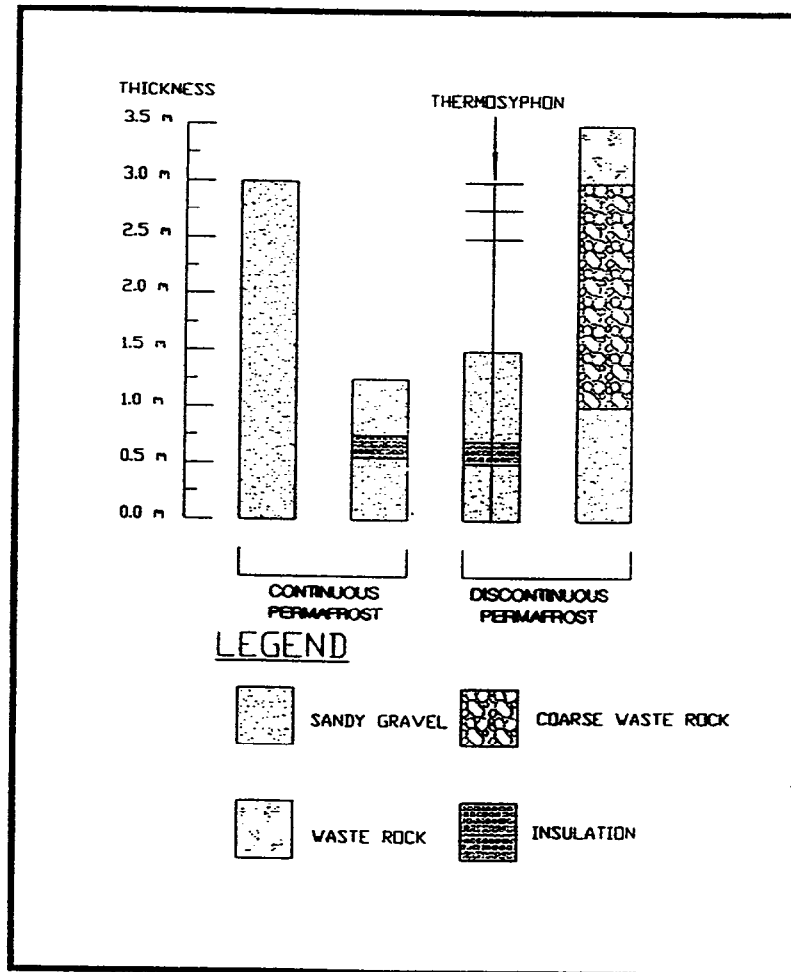 THICKNESS
3.5 m
3.0 m
2.5 m
2.0 m
1.5 m
1.0 m
0.5 m
0.0 m
THERMOSYPHON
CONTINUOUS
PERMAFROST
DISCONTINUOUS
PERMAFROST
LEGEND
SANDY GRAVEL
COARSE WASTE ROCK
WASTE ROCK
INSULATION